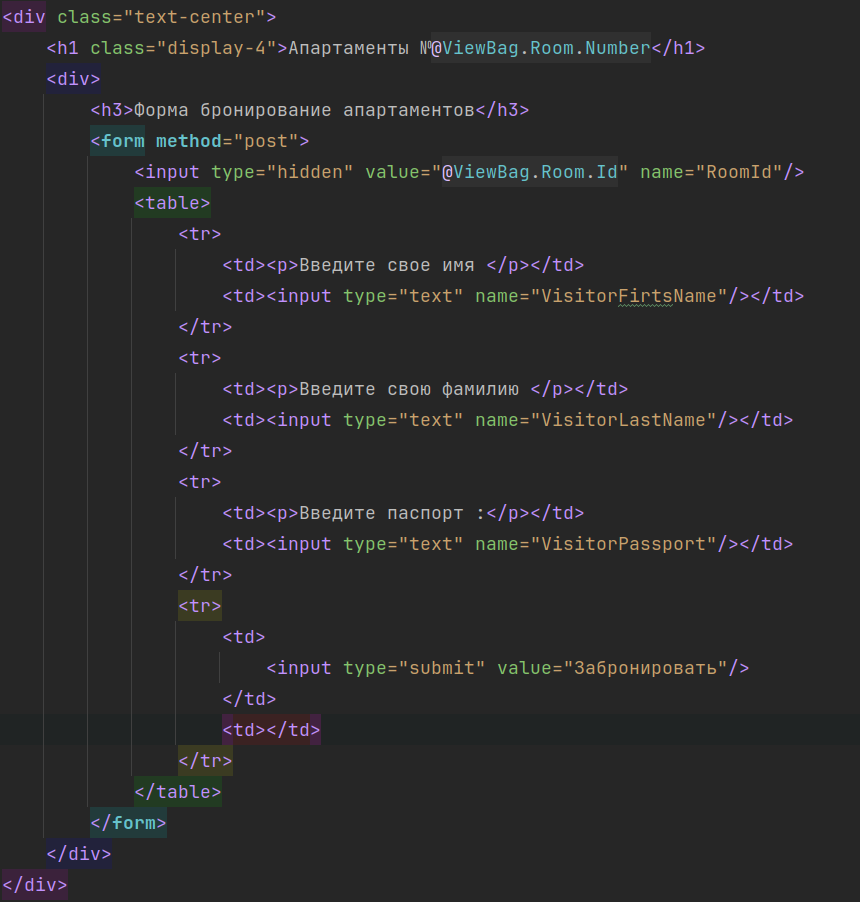 <div class="text-center">
    <h1 class="display-4">Апартаменты №@ViewBag.Room.Number</h1>
    <div>
        <h3>Форма бронирование апартаментов</h3>
        <form method="post">
            <input type="hidden" value="@ViewBag.Room.Id" name="RoomId"/>
            <table>
                <tr>
                    <td><p>Введите свое имя </p></td>
                    <td><input type="text" name="VisitorFirtsName"/></td>
                </tr>
                <tr>
                    <td><p>Введите свою фамилию </p></td>
                    <td><input type="text" name="VisitorLastName"/></td>
                </tr>
                <tr>
                    <td><p>Введите паспорт :</p></td>
                    <td><input type="text" name="VisitorPassport"/></td>
                </tr>
                <tr>
                    <td>
                        <input type="submit" value="Забронировать"/>
                    </td>
                    <td></td>
                </tr>
            </table>
        </form>
    </div>
</div>